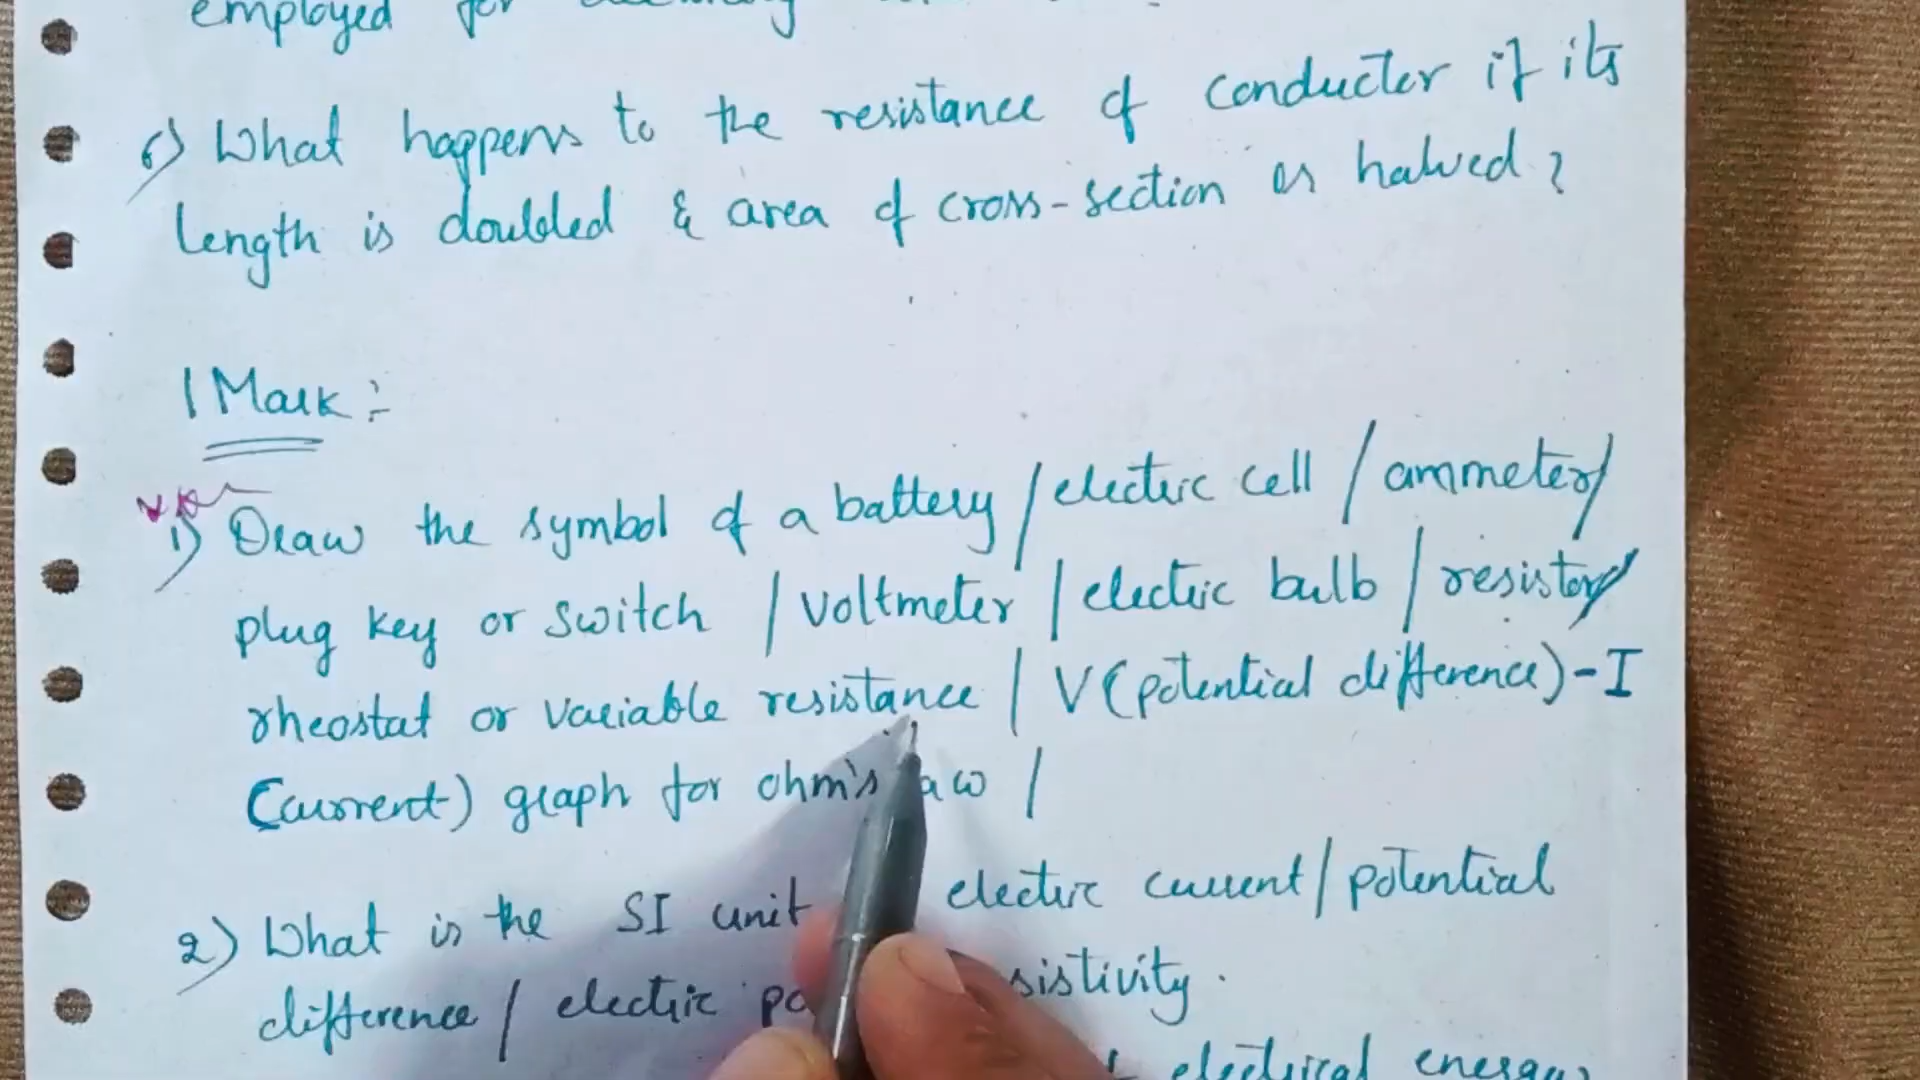 employed for
6) What happens to the resistance of conductor if its
length is doubled & area of cross-section is halved?
1 Mark :-
1) Draw the symbol of a battery / electric cell / ammeter/
plug key or switch / voltmeter / electric bulb / resistor/
rheostat or variable resistance / V(potential difference)-I
(current) graph for ohm's aw /
2) What is the SI unit electric current/potential
difference / electric po sistivity.
electrical energy